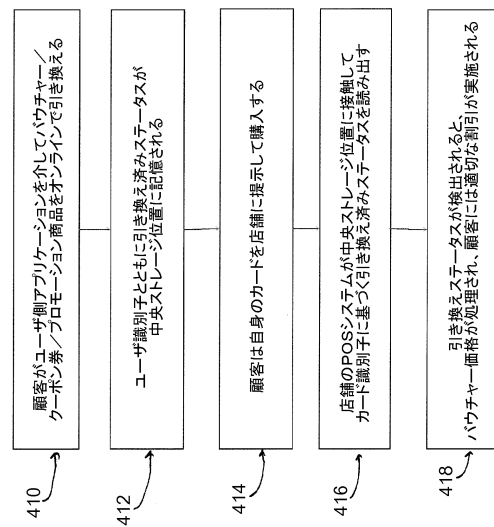 410
顧客がユーザ側アプリケーションを介してバウチャー／
クーポン券／プロモーション商品をオンラインで引き換える
412
ユーザ識別子とともに引き換え済みステータスが
中央ストレージ位置に記憶される
414
顧客は自身のカードを店舗に提示して購入する
416
店舗のPOSシステムが中央ストレージ位置に接触して
カード識別子に基づく引き換え済みステータスを読み出す
418
引き換えステータスが検出されると、
バウチャー価格が処理され、顧客には適切な割引が実施される